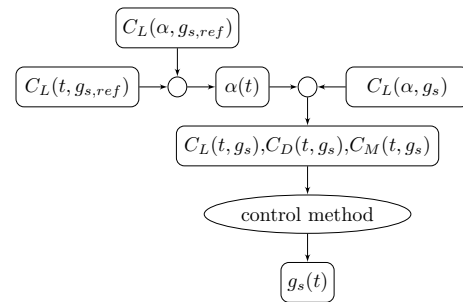 C_L(α, g_{s,ref})
C_L(t, g_{s,ref})
α(t)
C_L(α, g_s)
C_L(t, g_s),C_D(t, g_s),C_M(t, g_s)
control method
g_s(t)